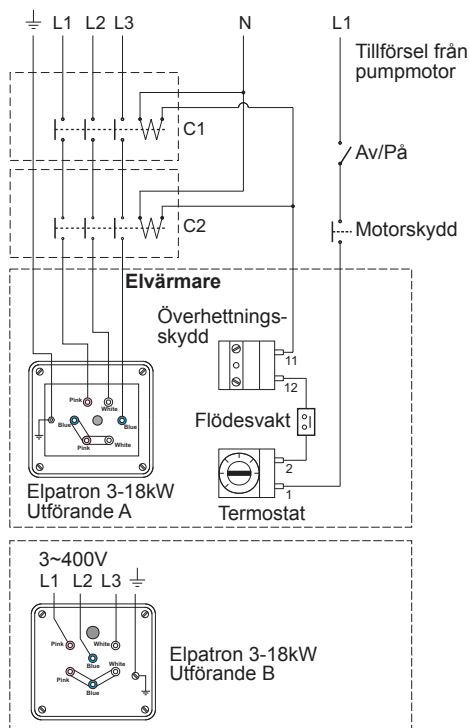 L1 L2 L3 N L1
Tillförsel från
pumpmotor
C1
Av/På
C2
Motorskydd
Elvärmare
Överhettnings-
skydd
11
12
Flödesvakt
2
1
Termostat
Pink
White
Blue
Blue
Pink
White
Elpatron 3-18kW
Utförande A
3~400V
L1 L2 L3
Pink
White
Blue
White
Pink
Blue
Elpatron 3-18kW
Utförande B